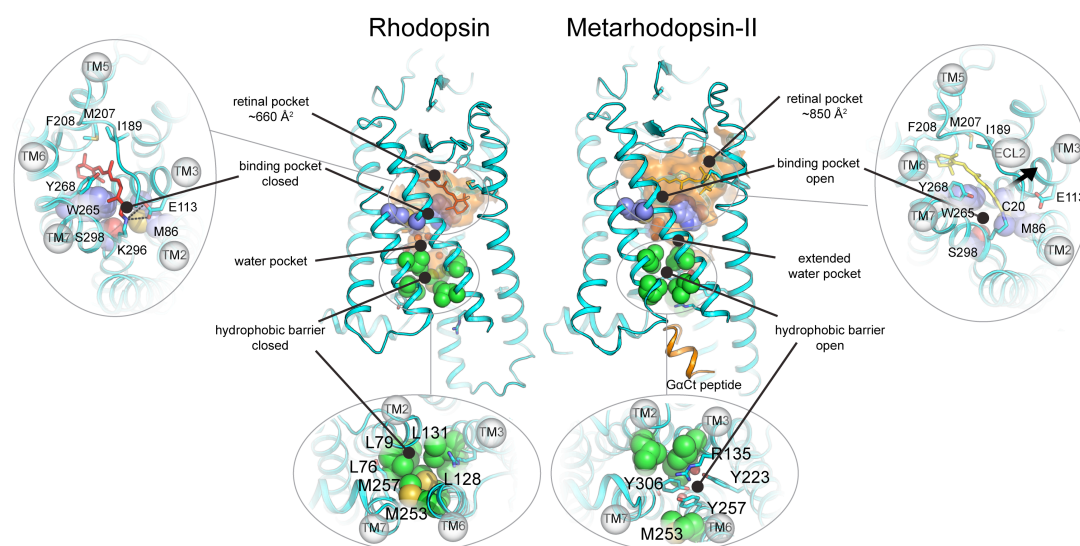 Rhodopsin
Metarhodopsin-II
TM5
F208
M207
I189
TM6
TM3
Y268
W265
E113
TM7
S298
M86
K296
TM2
retinal pocket
~660 Å²
binding pocket
closed
water pocket
hydrophobic barrier
closed
retinal pocket
~850 Å²
binding pocket
open
extended
water pocket
hydrophobic barrier
open
GαCt peptide
TM5
F208
M207
I189
ECL2
TM3
TM6
Y268
E113
TM7
W265
C20
M86
S298
TM2
TM2
L79
L131
TM3
L76
M257
L128
M253
TM7
TM6
TM2
TM3
R135
Y306
Y223
Y257
TM7
M253
TM6